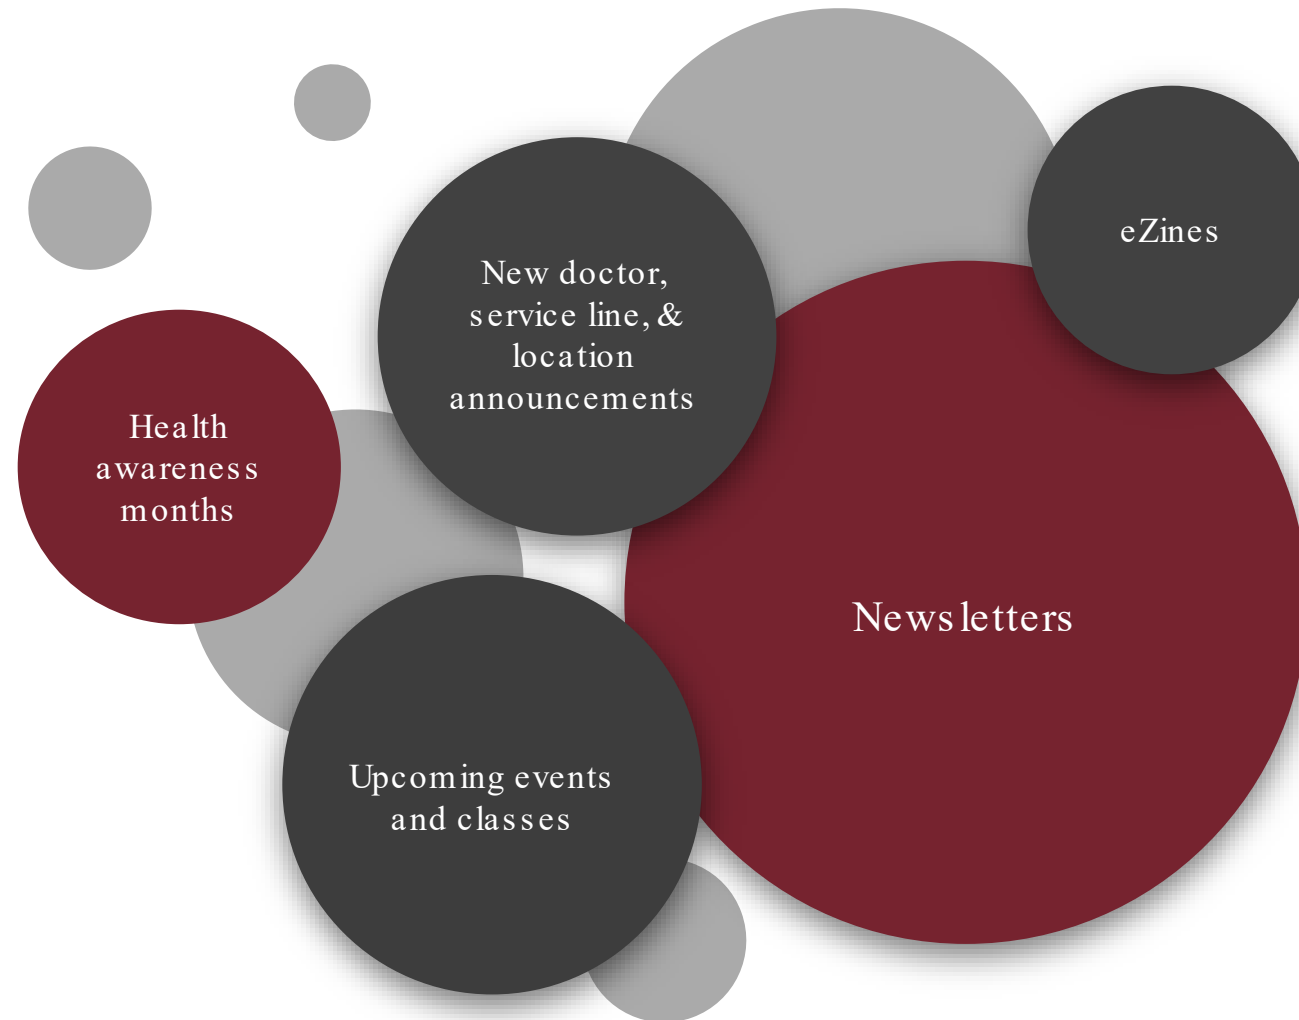 eZines
New doctor,
service line, &
location
announcements
Health
awareness
months
Newsletters
Upcoming events
and classes